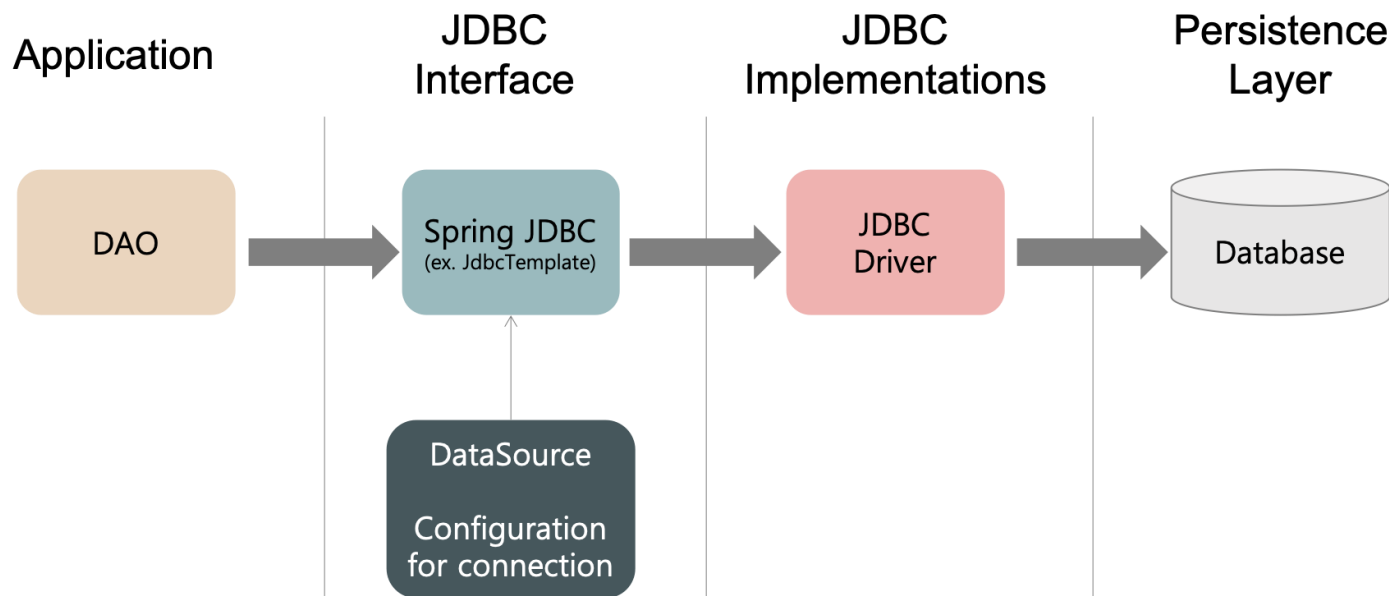 Application
JDBC
Interface
JDBC
Implementations
Persistence
Layer
DAO
Spring JDBC
(ex. JdbcTemplate)
JDBC
Driver
Database
DataSource
Configuration
for connection